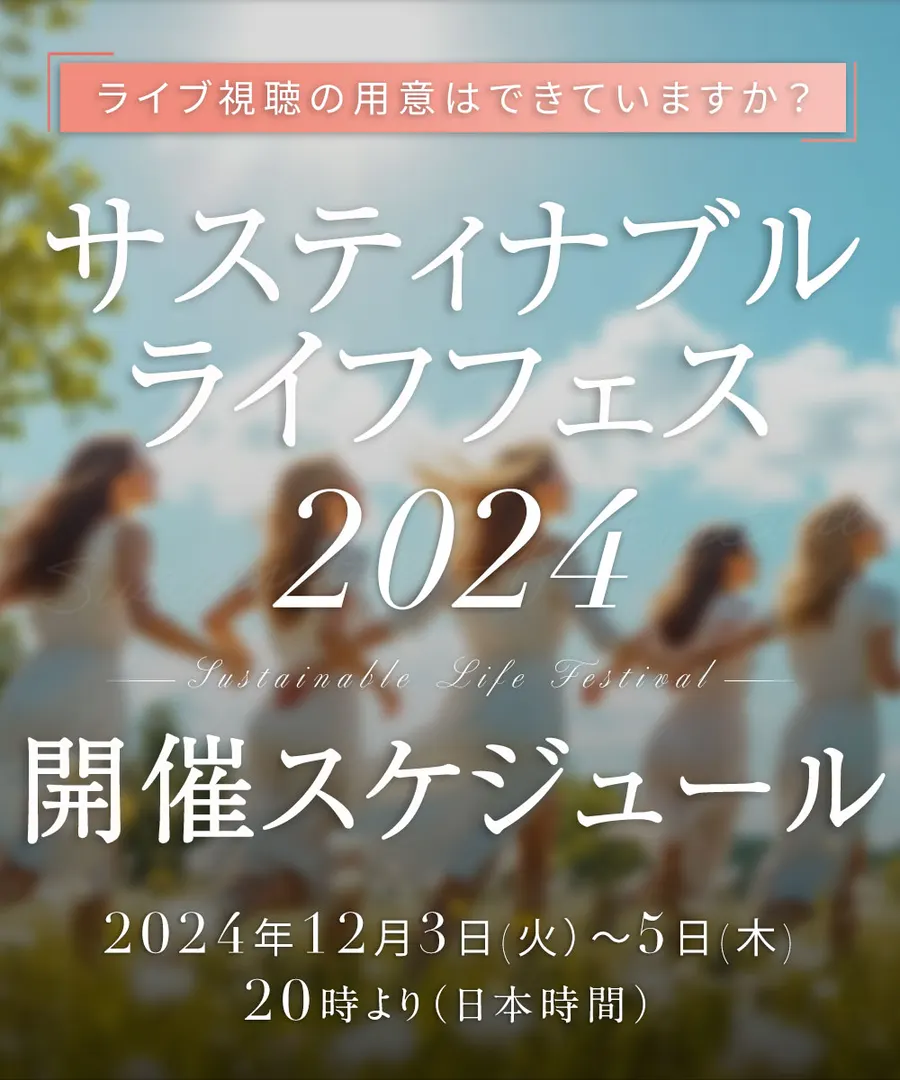 ライブ視聴の用意はできていますか？
サスティナブル
ライフフェス
2024
Sustainable Life Festival
開催スケジュール
2024年12月3日(火)～5日(木)
20時より(日本時間)